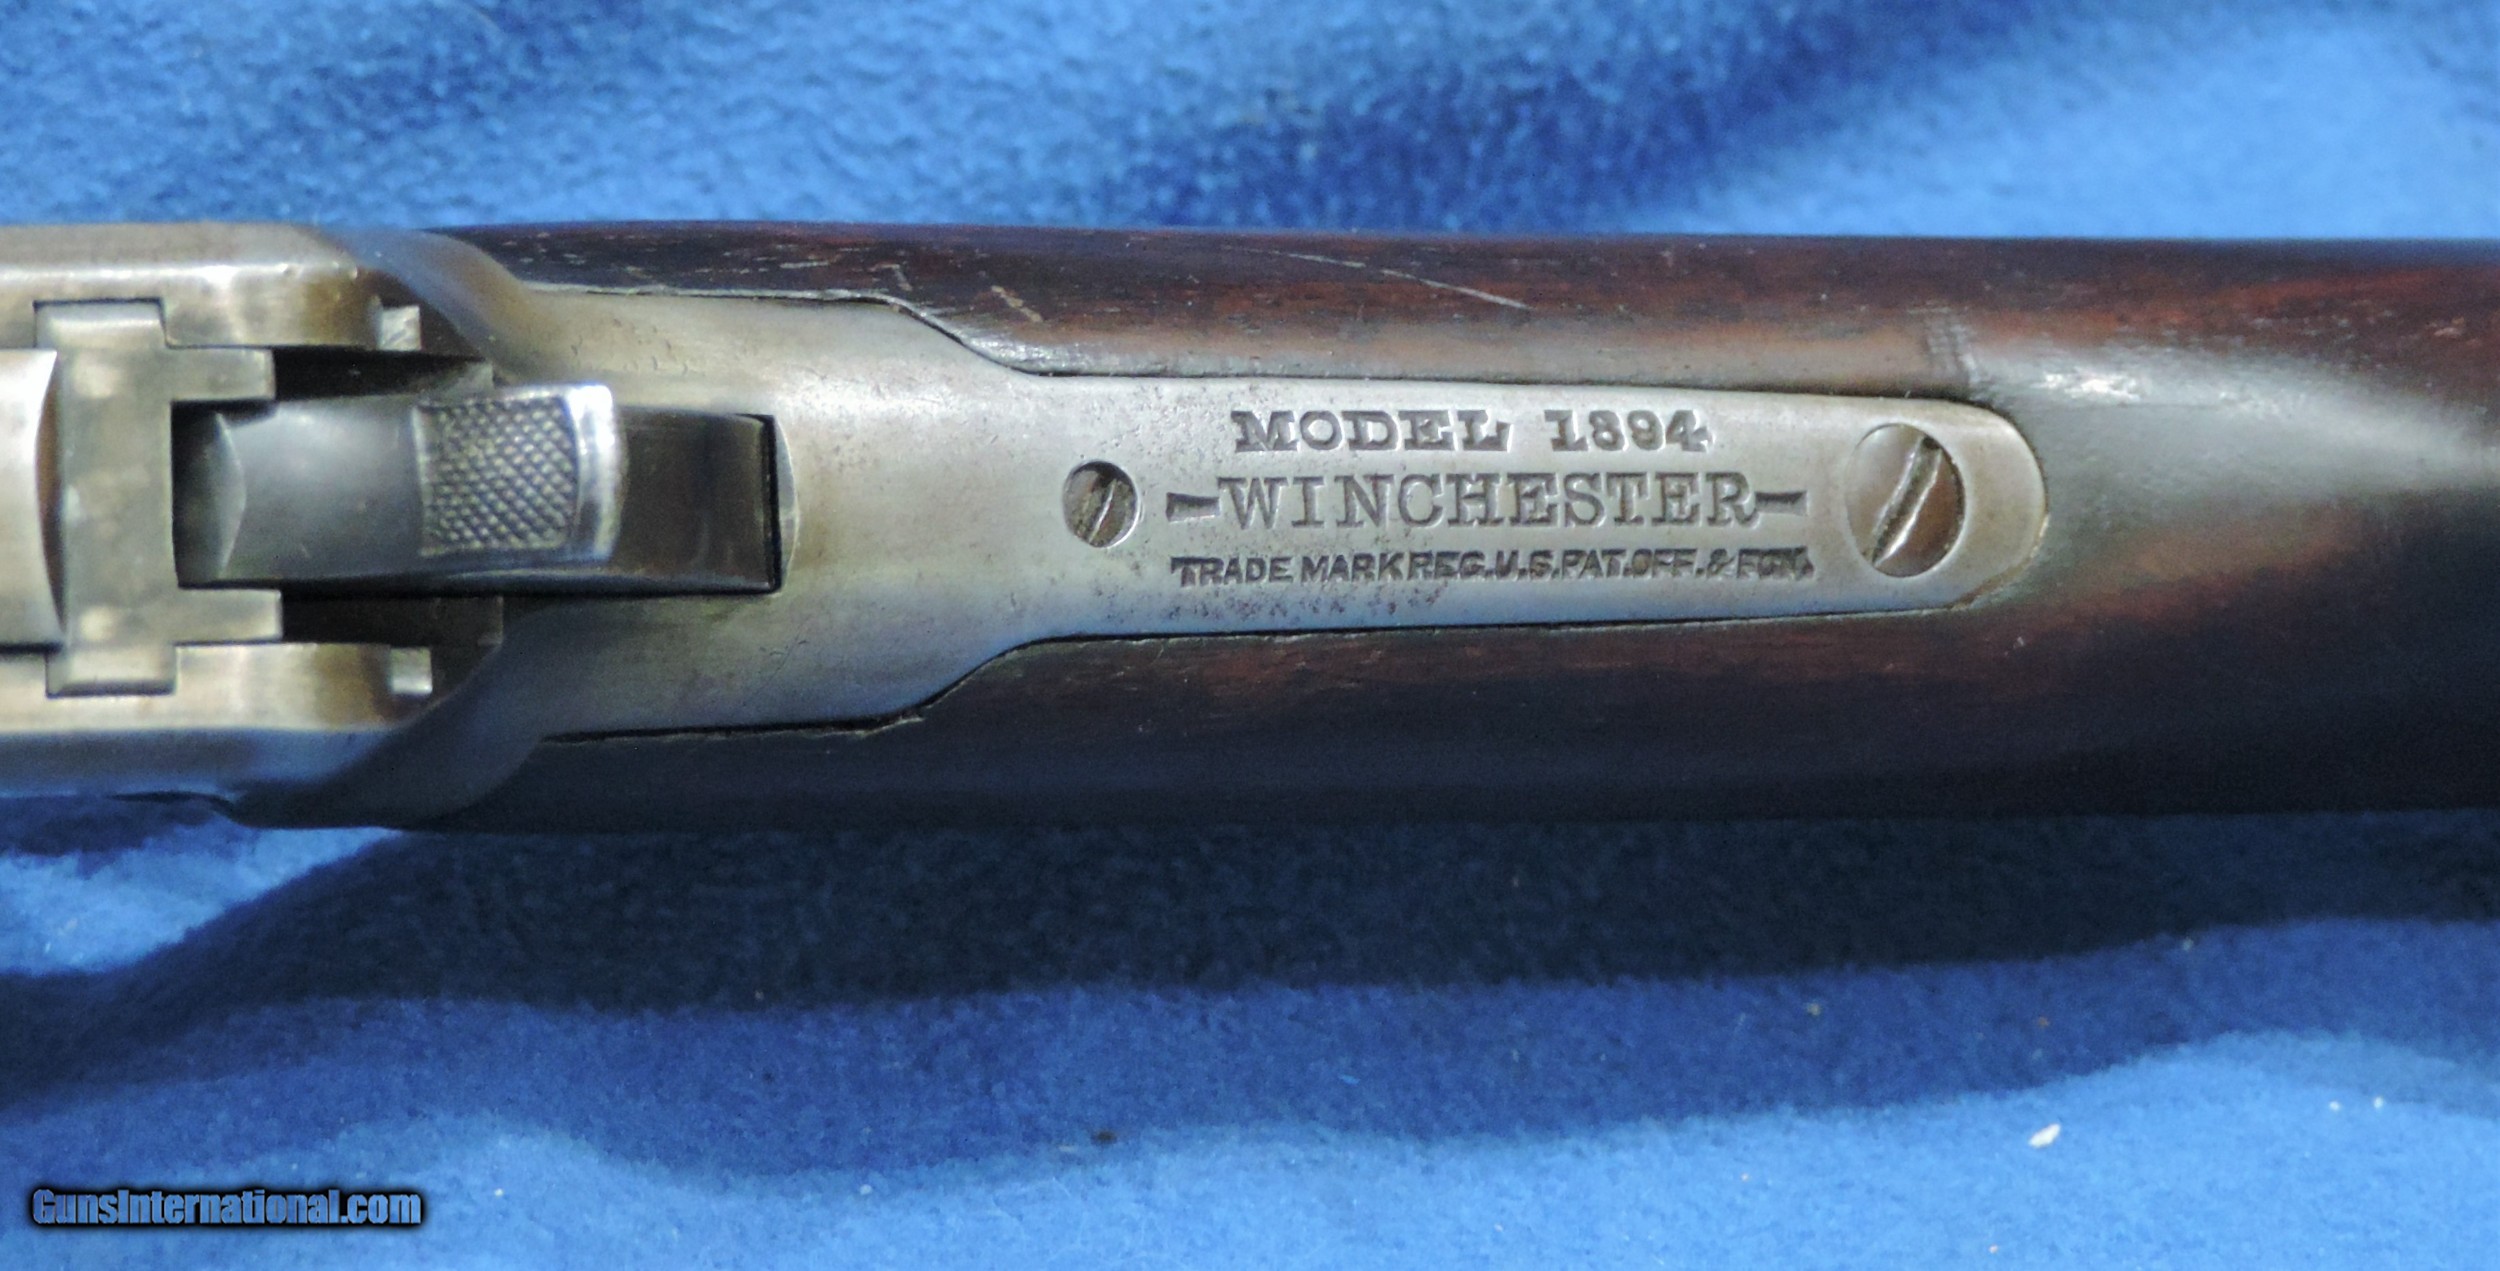 MODEL 1894
-WINCHESTER-
TRADE MARK REG. U.S. PAT. OFF. & FGN.
GunsInternational.com